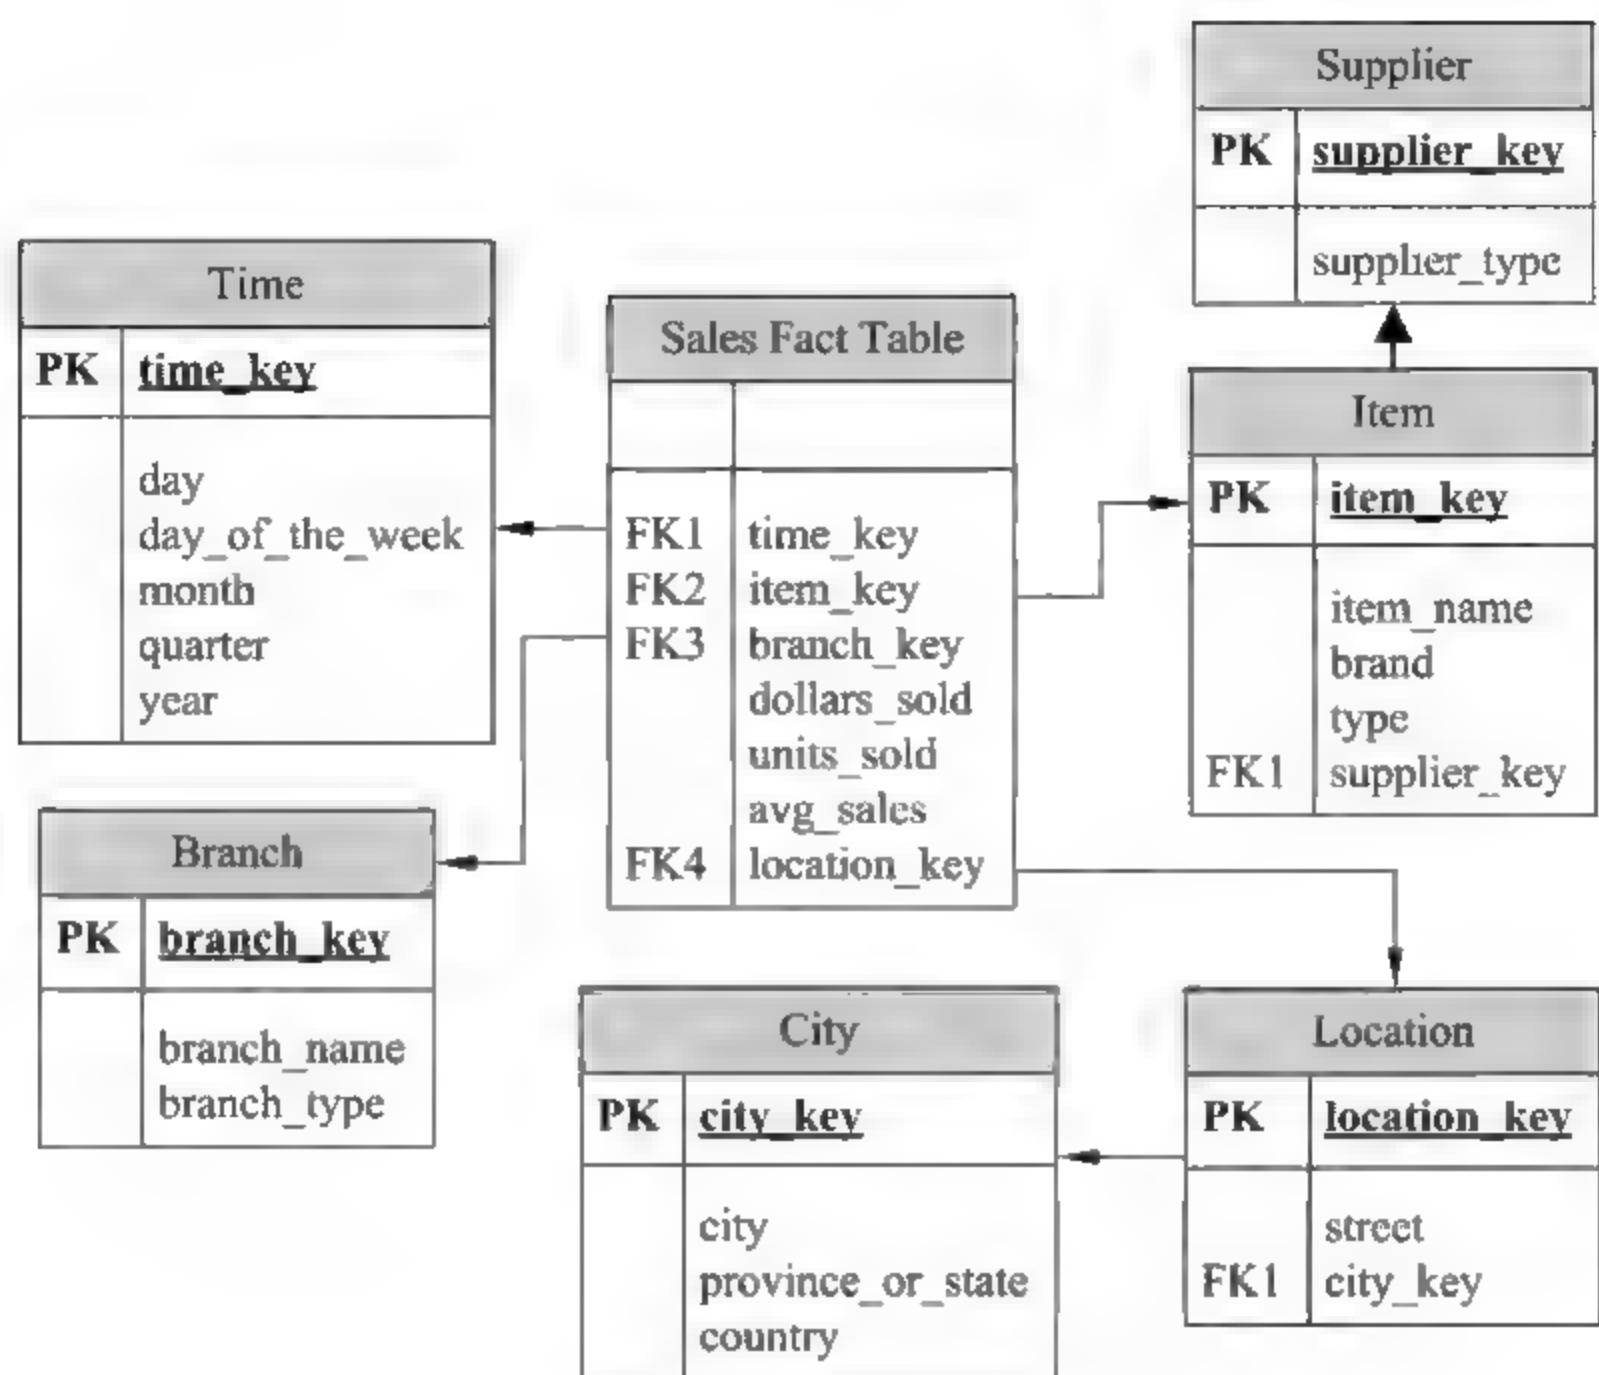 Supplier
PK supplier_key
supplier_type
Time
PK time_key
day
day_of_the_week
month
quarter
year
Sales Fact Table
FK1 time_key
FK2 item_key
FK3 branch_key
dollars_sold
units_sold
avg_sales
FK4 location_key
Item
PK item_key
item_name
brand
type
FK1 supplier_key
Branch
PK branch_key
branch_name
branch_type
City
PK city_key
city
province_or_state
country
Location
PK location_key
street
FK1 city_key